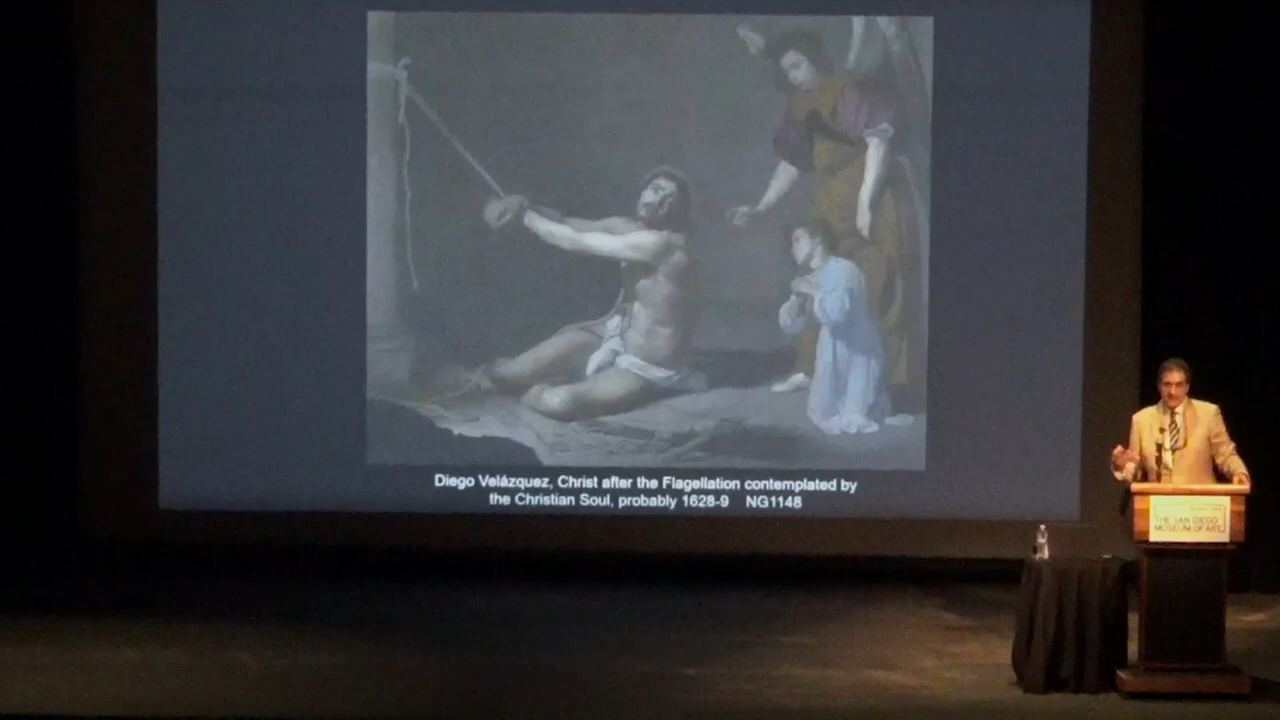 Diego Velázquez, Christ after the Flagellation contemplated by
the Christian Soul, probably 1628-9 NG1148
THE SAN DIEGO
MUSEUM OF ART